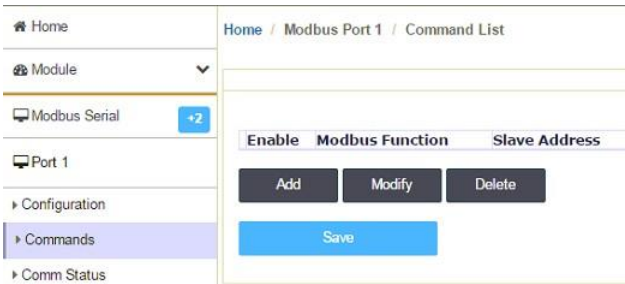 Home
Module
Modbus Serial +2
Port 1
Configuration
Commands
Comm Status
Home / Modbus Port 1 / Command List
Enable Modbus Function Slave Address
Add Modify Delete
Save